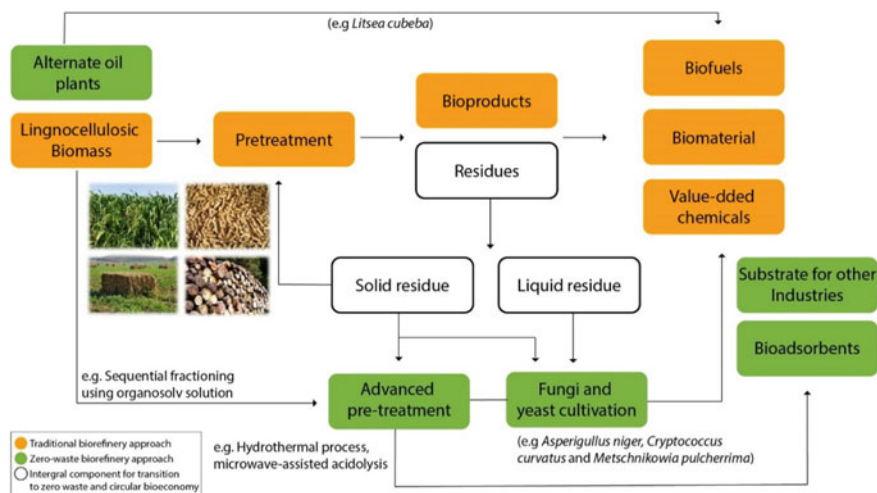 (e.g Litsea cubeba)
Alternate oil
plants
Biofuels
Bioproducts
Lingnocellulosic
Biomass
Pretreatment
Biomaterial
Residues
Value-dded
chemicals
Solid residue
Liquid residue
Substrate for other
Industries
Bioadsorbents
e.g. Sequential fractioning
using organosolv solution
Advanced
pre-treatment
Fungi and
yeast cultivation
e.g. Hydrothermal process,
microwave-assisted acidolysis
(e.g Asperigullus niger, Cryptococcus
curvatus and Metschnikowia pulcherrima)
Traditional biorefinery approach
Zero-waste biorefinery approach
Intergral component for transition
to zero waste and circular bioeconomy